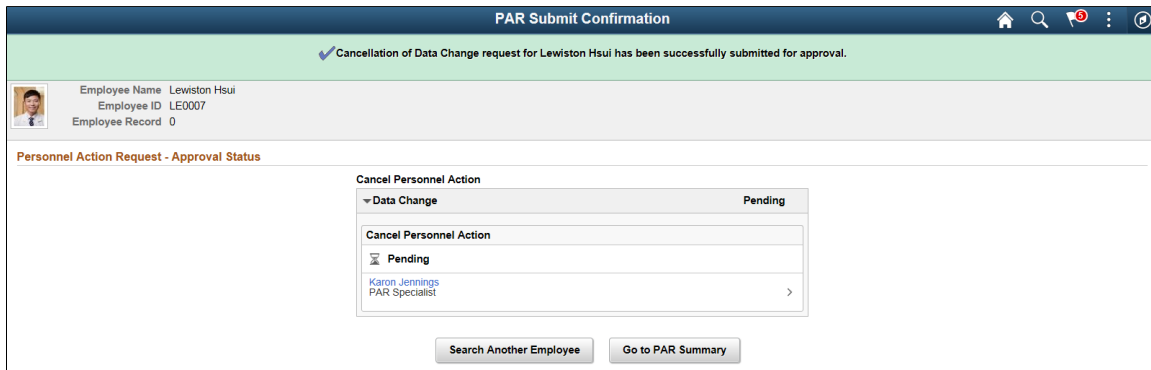 PAR Submit Confirmation
5
Cancellation of Data Change request for Lewiston Hsui has been successfully submitted for approval.
Employee Name Lewiston Hsui
Employee ID LE0007
Employee Record 0
Personnel Action Request - Approval Status
Cancel Personnel Action
Data Change Pending
Cancel Personnel Action
Pending
Karon Jennings
PAR Specialist
Search Another Employee Go to PAR Summary